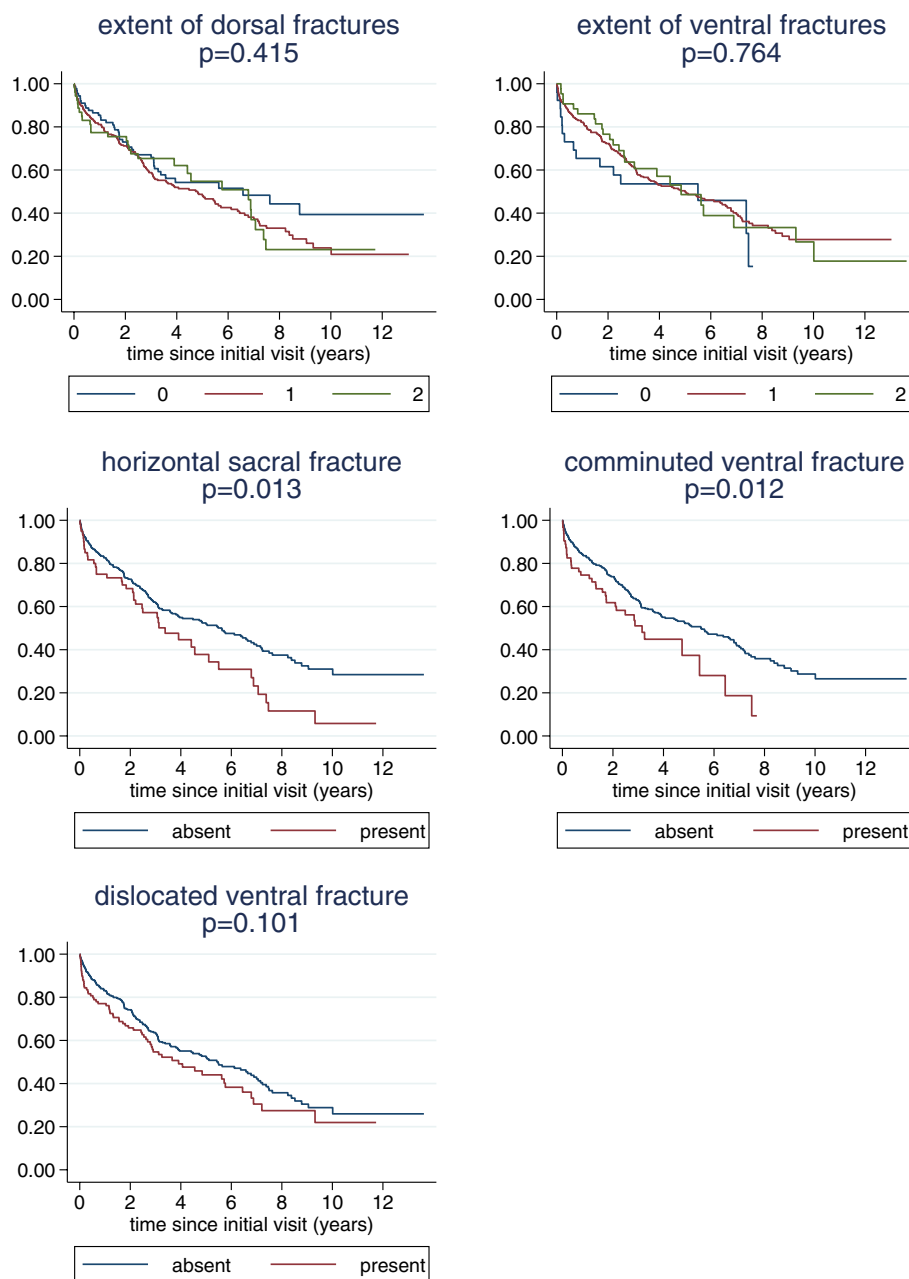 extent of dorsal fractures
p=0.415
1.00
0.80
0.60
0.40
0.20
0.00
0 2 4 6 8 10 12
time since initial visit (years)
0 1 2
extent of ventral fractures
p=0.764
1.00
0.80
0.60
0.40
0.20
0.00
0 2 4 6 8 10 12
time since initial visit (years)
0 1 2
horizontal sacral fracture
p=0.013
1.00
0.80
0.60
0.40
0.20
0.00
0 2 4 6 8 10 12
time since initial visit (years)
absent present
comminuted ventral fracture
p=0.012
1.00
0.80
0.60
0.40
0.20
0.00
0 2 4 6 8 10 12
time since initial visit (years)
absent present
dislocated ventral fracture
p=0.101
1.00
0.80
0.60
0.40
0.20
0.00
0 2 4 6 8 10 12
time since initial visit (years)
absent present